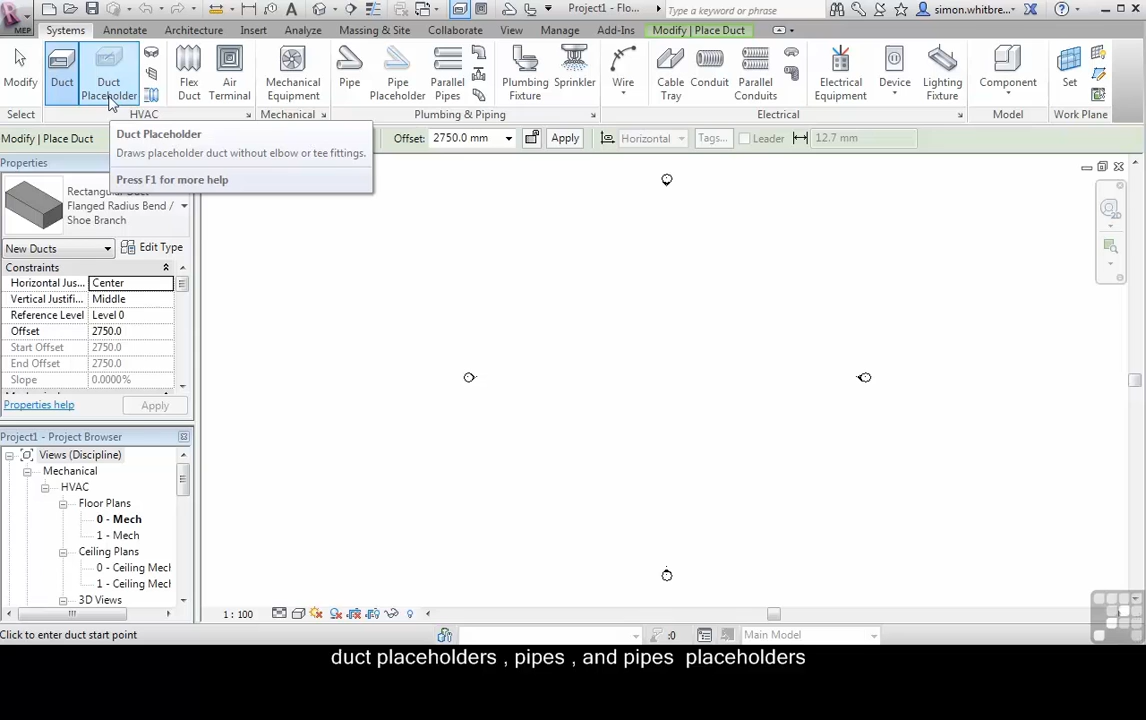 Project1 - Flo...
Type a keyword or phrase
simon.whitbre...
MEP
Systems
Annotate
Architecture
Insert
Analyze
Massing & Site
Collaborate
View
Manage
Add-Ins
Modify | Place Duct
Modify
Duct
Duct Placeholder
Flex Duct
Air Terminal
Mechanical Equipment
Pipe
Pipe Placeholder
Parallel Pipes
Plumbing Fixture
Sprinkler
Wire
Cable Tray
Conduit
Parallel Conduits
Electrical Equipment
Device
Lighting Fixture
Component
Set
Select
HVAC
Mechanical
Plumbing & Piping
Electrical
Model
Work Plane
Modify | Place Duct
Offset: 2750.0 mm
Apply
Horizontal
Tags...
Leader
12.7 mm
Duct Placeholder
Draws placeholder duct without elbow or tee fittings.
Press F1 for more help
Properties
Rectangular Duct
Flanged Radius Bend /
Shoe Branch
New Ducts
Edit Type
Constraints
Horizontal Jus... Center
Vertical Justifi... Middle
Reference Level Level 0
Offset 2750.0
Start Offset 2750.0
End Offset 2750.0
Slope 0.0000%
Properties help
Apply
Project1 - Project Browser
Views (Discipline)
Mechanical
HVAC
Floor Plans
0 - Mech
1 - Mech
Ceiling Plans
0 - Ceiling Mech
1 - Ceiling Mech
3D Views
2D
1 : 100
Click to enter duct start point
:0
Main Model
duct placeholders , pipes , and pipes placeholders